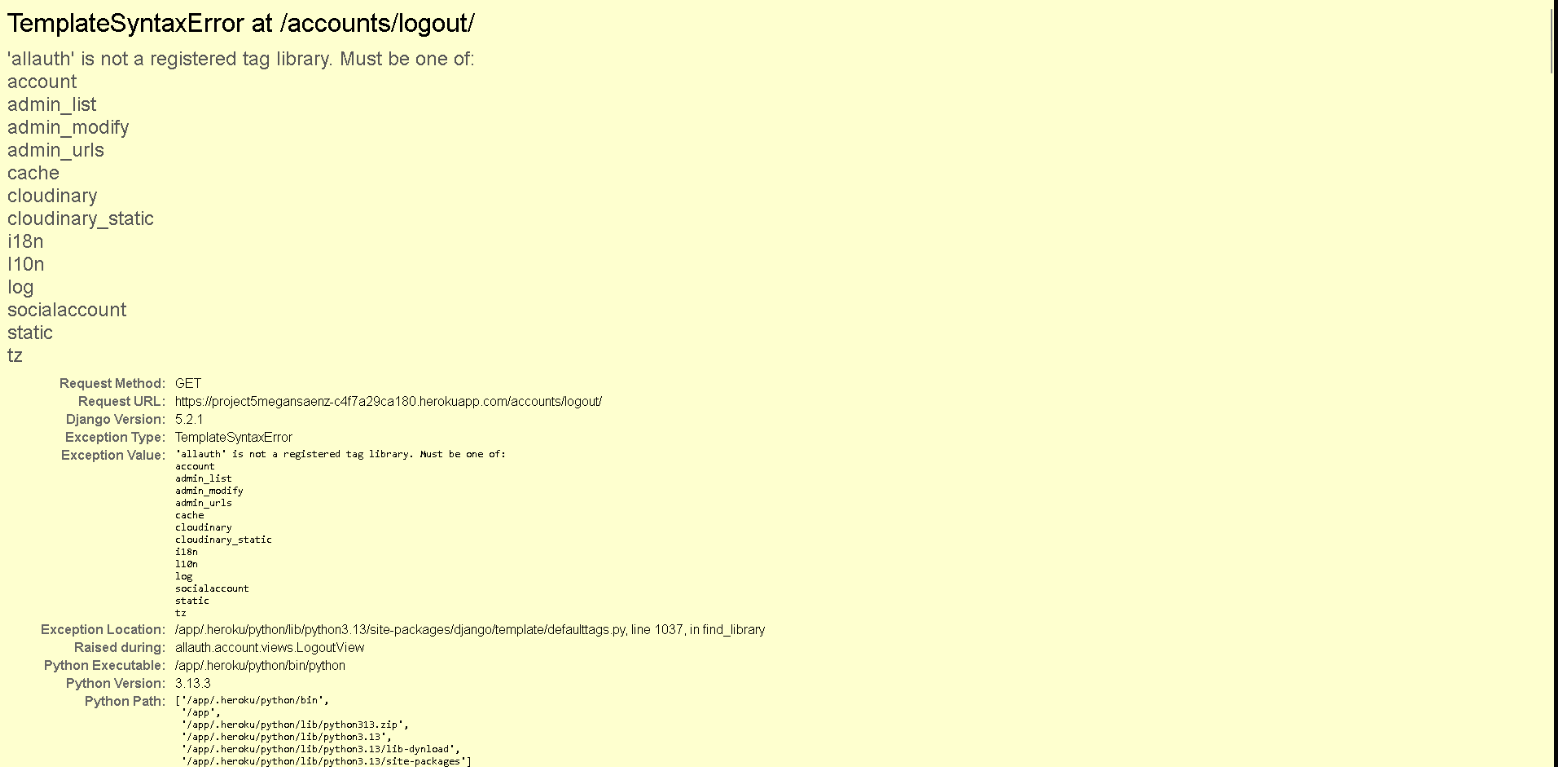 TemplateSyntaxError at /accounts/logout/
'allauth' is not a registered tag library. Must be one of:
account
admin_list
admin_modify
admin_urls
cache
cloudinary
cloudinary_static
i18n
l10n
log
socialaccount
static
tz
Request Method: GET
Request URL: https://project5megansaenz-c4f7a29ca180.herokuapp.com/accounts/logout/
Django Version: 5.2.1
Exception Type: TemplateSyntaxError
Exception Value: 'allauth' is not a registered tag library. Must be one of:
account
admin_list
admin_modify
admin_urls
cache
cloudinary
cloudinary_static
i18n
l10n
log
socialaccount
static
tz
Exception Location: /app/.heroku/python/lib/python3.13/site-packages/django/template/defaulttags.py, line 1037, in find_library
Raised during: allauth.account.views.LogoutView
Python Executable: /app/.heroku/python/bin/python
Python Version: 3.13.3
Python Path: ['/app/.heroku/python/bin',
'/app',
'/app/.heroku/python/lib/python313.zip',
'/app/.heroku/python/lib/python3.13',
'/app/.heroku/python/lib/python3.13/lib-dynload',
'/app/.heroku/python/lib/python3.13/site-packages']